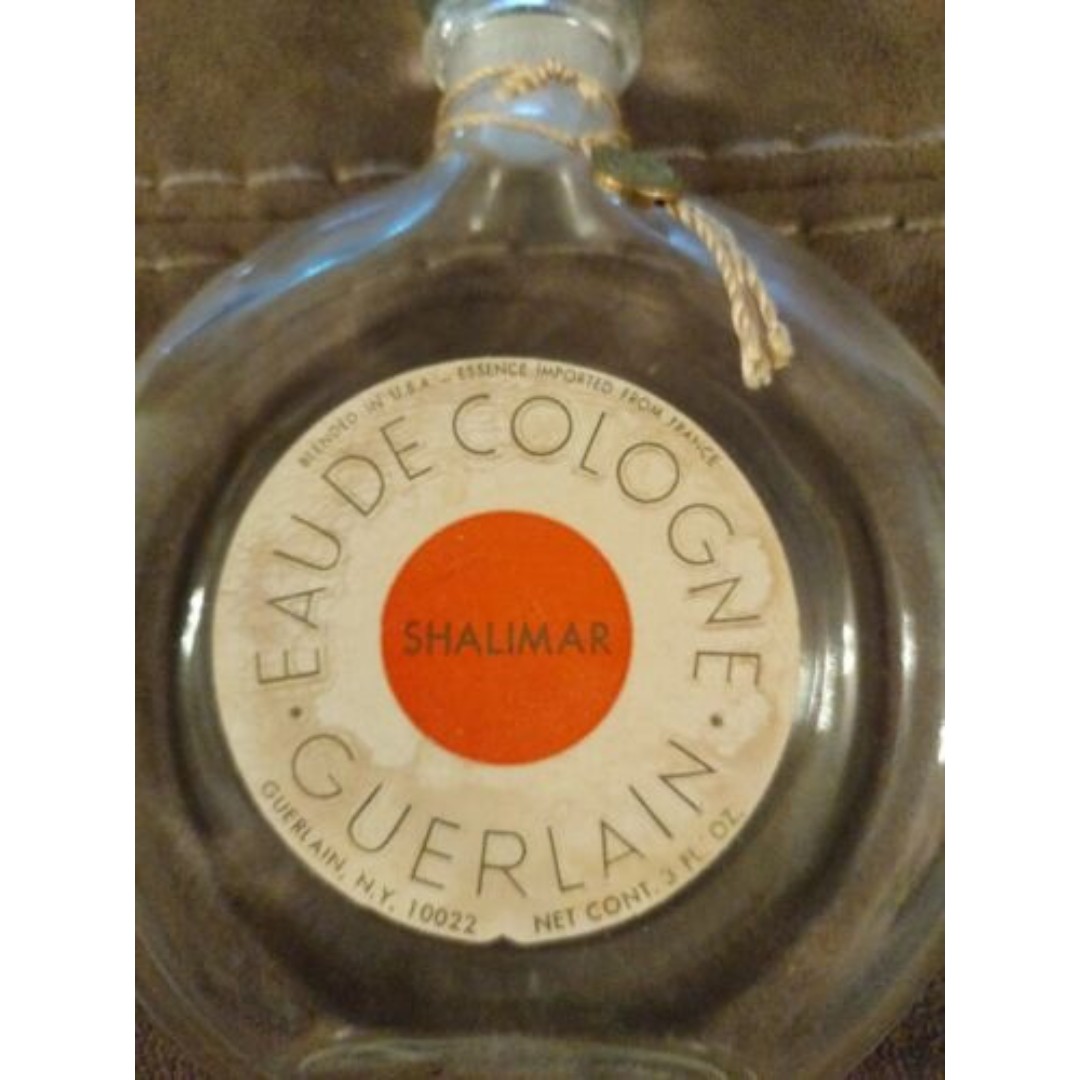 BLENDED IN U.S.A. – ESSENCE IMPORTED FROM FRANCE
EAU DE COLOGNE
SHALIMAR
• GUERLAIN •
GUERLAIN, N.Y. 10022
NET CONT. 3 FL. OZ.